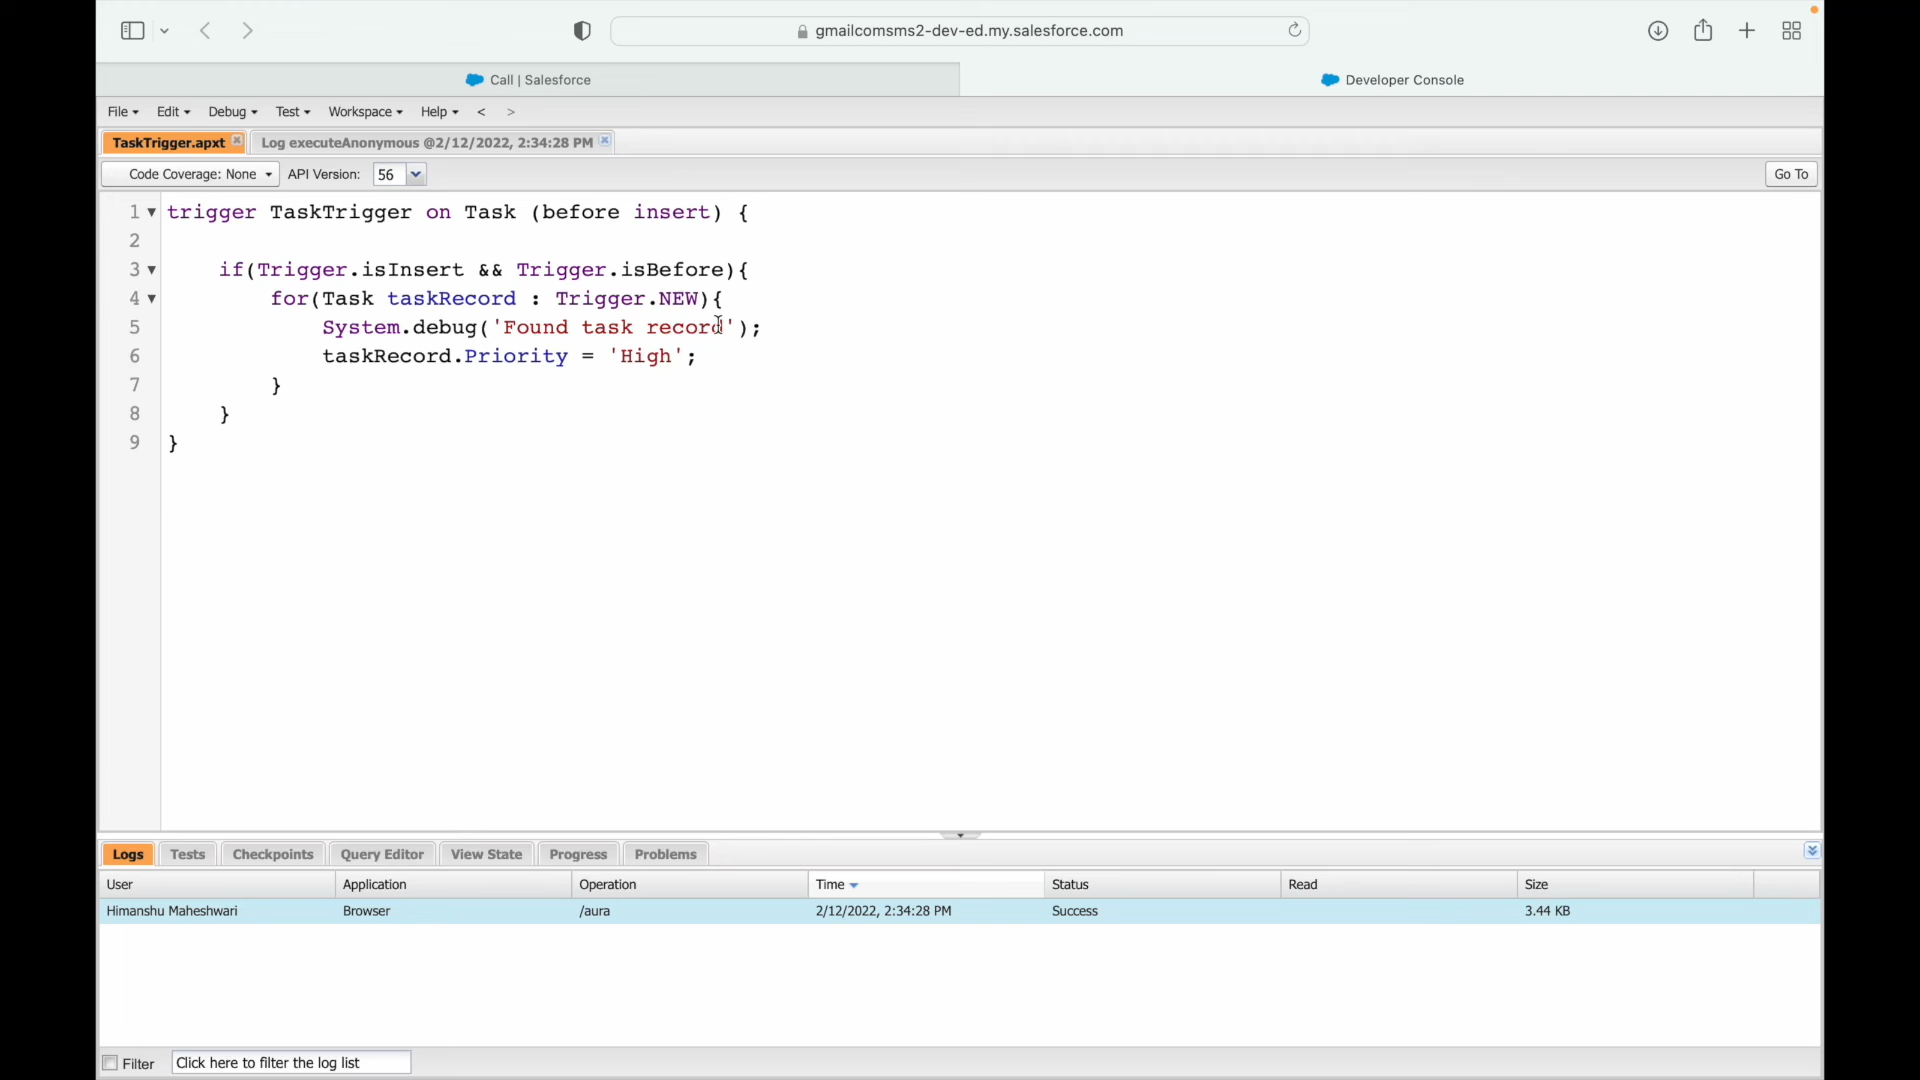 gmailcomsms2-dev-ed.my.salesforce.com
Call | Salesforce
Developer Console
File Edit Debug Test Workspace Help < >
TaskTrigger.apxt Log executeAnonymous @2/12/2022, 2:34:28 PM
Code Coverage: None API Version: 56 Go To
1 trigger TaskTrigger on Task (before insert) {
2
3 if(Trigger.isInsert && Trigger.isBefore){
4 for(Task taskRecord : Trigger.NEW){
5 System.debug('Found task record');
6 taskRecord.Priority = 'High';
7 }
8 }
9 }
Logs Tests Checkpoints Query Editor View State Progress Problems
User Application Operation Time Status Read Size
Himanshu Maheshwari Browser /aura 2/12/2022, 2:34:28 PM Success 3.44 KB
Filter Click here to filter the log list